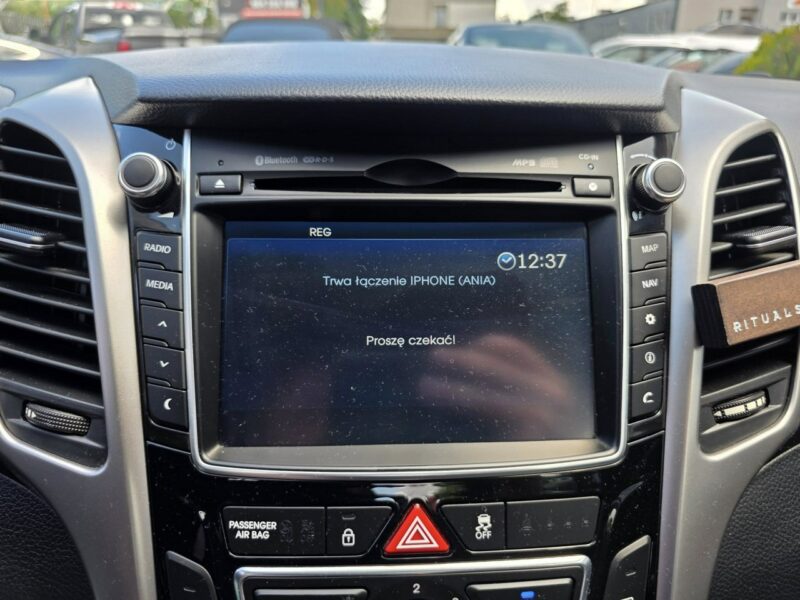 Bluetooth R·D·S
MP3
CD-IN
REG
12:37
RADIO
MEDIA
Trwa łączenie IPHONE (ANIA)
Proszę czekać!
MAP
NAV
RITUALS
PASSENGER
AIR BAG
OFF
2